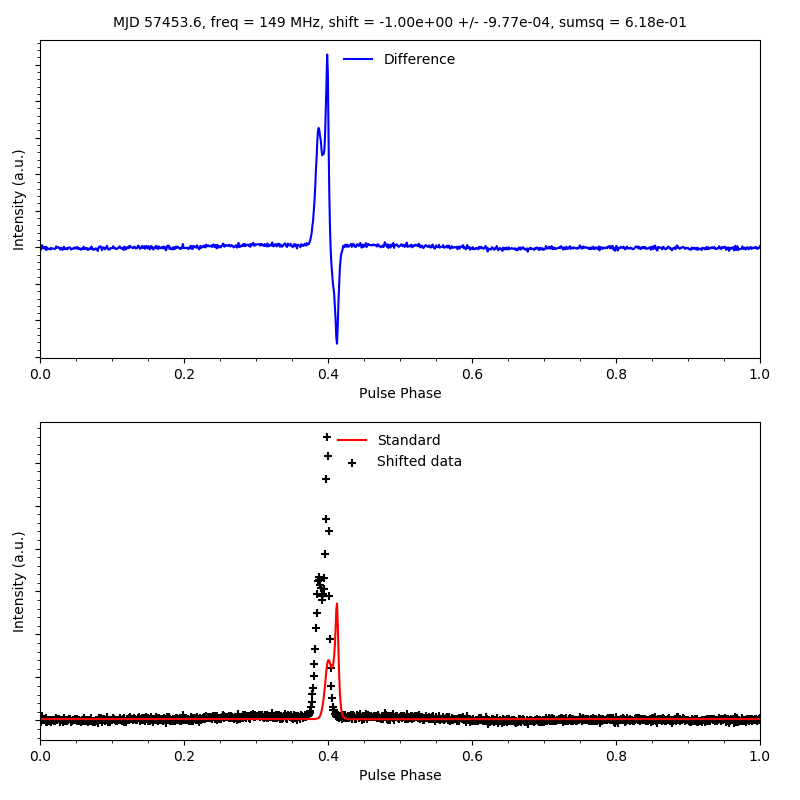 MJD 57453.6, freq = 149 MHz, shift = -1.00e+00 +/- -9.77e-04, sumsq = 6.18e-01
Difference
Intensity (a.u.)
0.0 0.2 0.4 0.6 0.8 1.0
Pulse Phase
Standard
Shifted data
Intensity (a.u.)
0.0 0.2 0.4 0.6 0.8 1.0
Pulse Phase